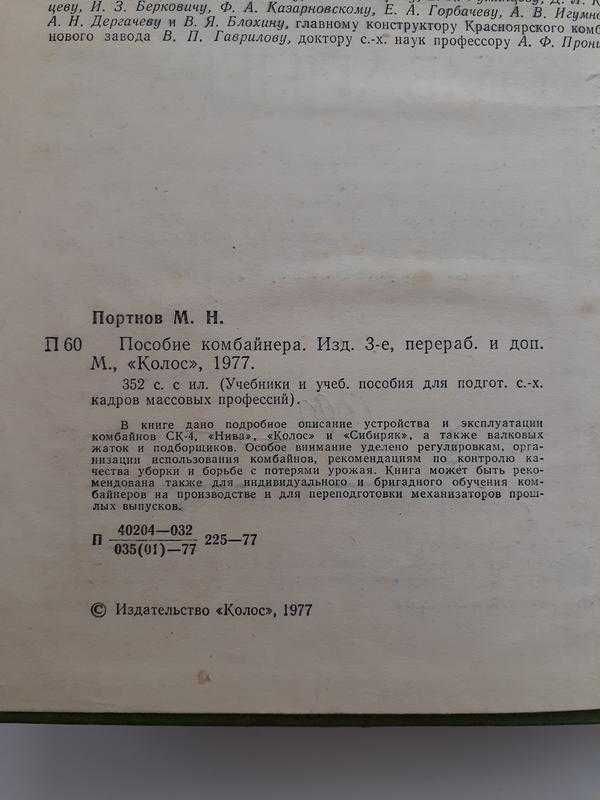 цеву, И. З. Берковичу, Ф. А. Казарновскому, Е. А. Горбачеву, А. В.
А. Н. Дергачеву и В. Я. Блохину, главному конструктору Красноярского комб
нового завода В. П. Гаврилову, доктору с.-х. наук профессору А. Ф.
Портнов М. Н.
П 60 Пособие комбайнера. Изд. 3-е, перераб. и доп.
М., «Колос», 1977.
352 с. с ил. (Учебники и учеб. пособия для подгот. с.-х.
кадров массовых профессий).
В книге дано подробное описание устройства и эксплуатации
комбайнов СК-4, «Нива», «Колос» и «Сибиряк», а также валковых
жаток и подборщиков. Особое внимание уделено регулировкам, орга-
низации использования комбайнов, рекомендациям по контролю ка-
чества уборки и борьбе с потерями урожая. Книга может быть реко-
мендована также для индивидуального и бригадного обучения ком-
байнеров на производстве и для переподготовки механизаторов прош-
лых выпусков.
40204—032
П 035(01)—77 225—77
© Издательство «Колос», 1977